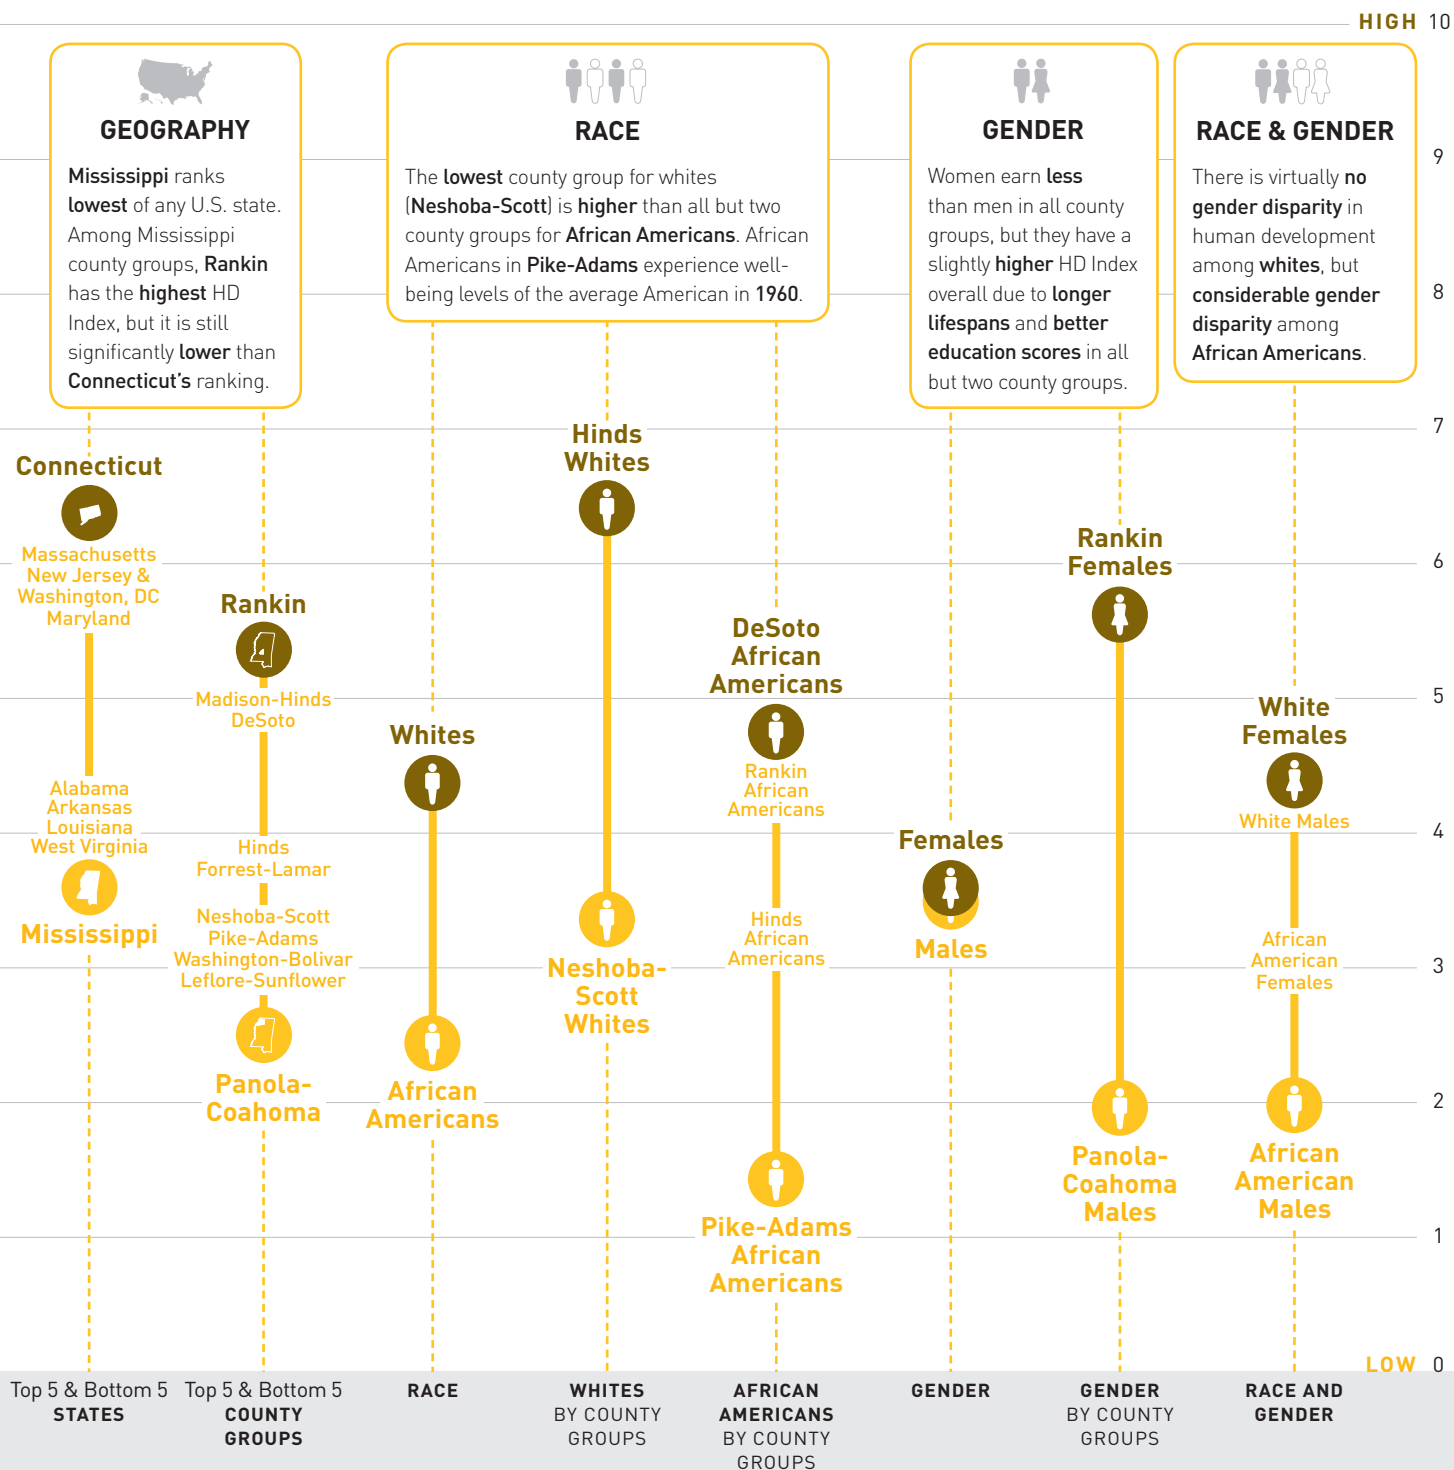 HIGH 10
GEOGRAPHY
Mississippi ranks
lowest of any U.S. state.
Among Mississippi
county groups, Rankin
has the highest HD
Index, but it is still
significantly lower than
Connecticut's ranking.
RACE
The lowest county group for whites
(Neshoba-Scott) is higher than all but two
county groups for African Americans. African
Americans in Pike-Adams experience well-
being levels of the average American in 1960.
GENDER
Women earn less
than men in all county
groups, but they have a
slightly higher HD Index
overall due to longer
lifespans and better
education scores in all
but two county groups.
RACE & GENDER
There is virtually no
gender disparity in
human development
among whites, but
considerable gender
disparity among
African Americans.
9
8
7
6
5
4
3
2
1
LOW 0
Connecticut
Massachusetts
New Jersey &
Washington, DC
Maryland
Alabama
Arkansas
Louisiana
West Virginia
Mississippi
Rankin
Madison-Hinds
DeSoto
Hinds
Forrest-Lamar
Neshoba-Scott
Pike-Adams
Washington-Bolivar
Leflore-Sunflower
Panola-
Coahoma
Whites
African
Americans
Hinds
Whites
Neshoba-
Scott
Whites
DeSoto
African
Americans
Rankin
African
Americans
Hinds
African
Americans
Pike-Adams
African
Americans
Females
Males
Rankin
Females
Panola-
Coahoma
Males
White
Females
White Males
African
American
Females
African
American
Males
Top 5 & Bottom 5
STATES
Top 5 & Bottom 5
COUNTY
GROUPS
RACE
WHITES
BY COUNTY
GROUPS
AFRICAN
AMERICANS
BY COUNTY
GROUPS
GENDER
GENDER
BY COUNTY
GROUPS
RACE AND
GENDER